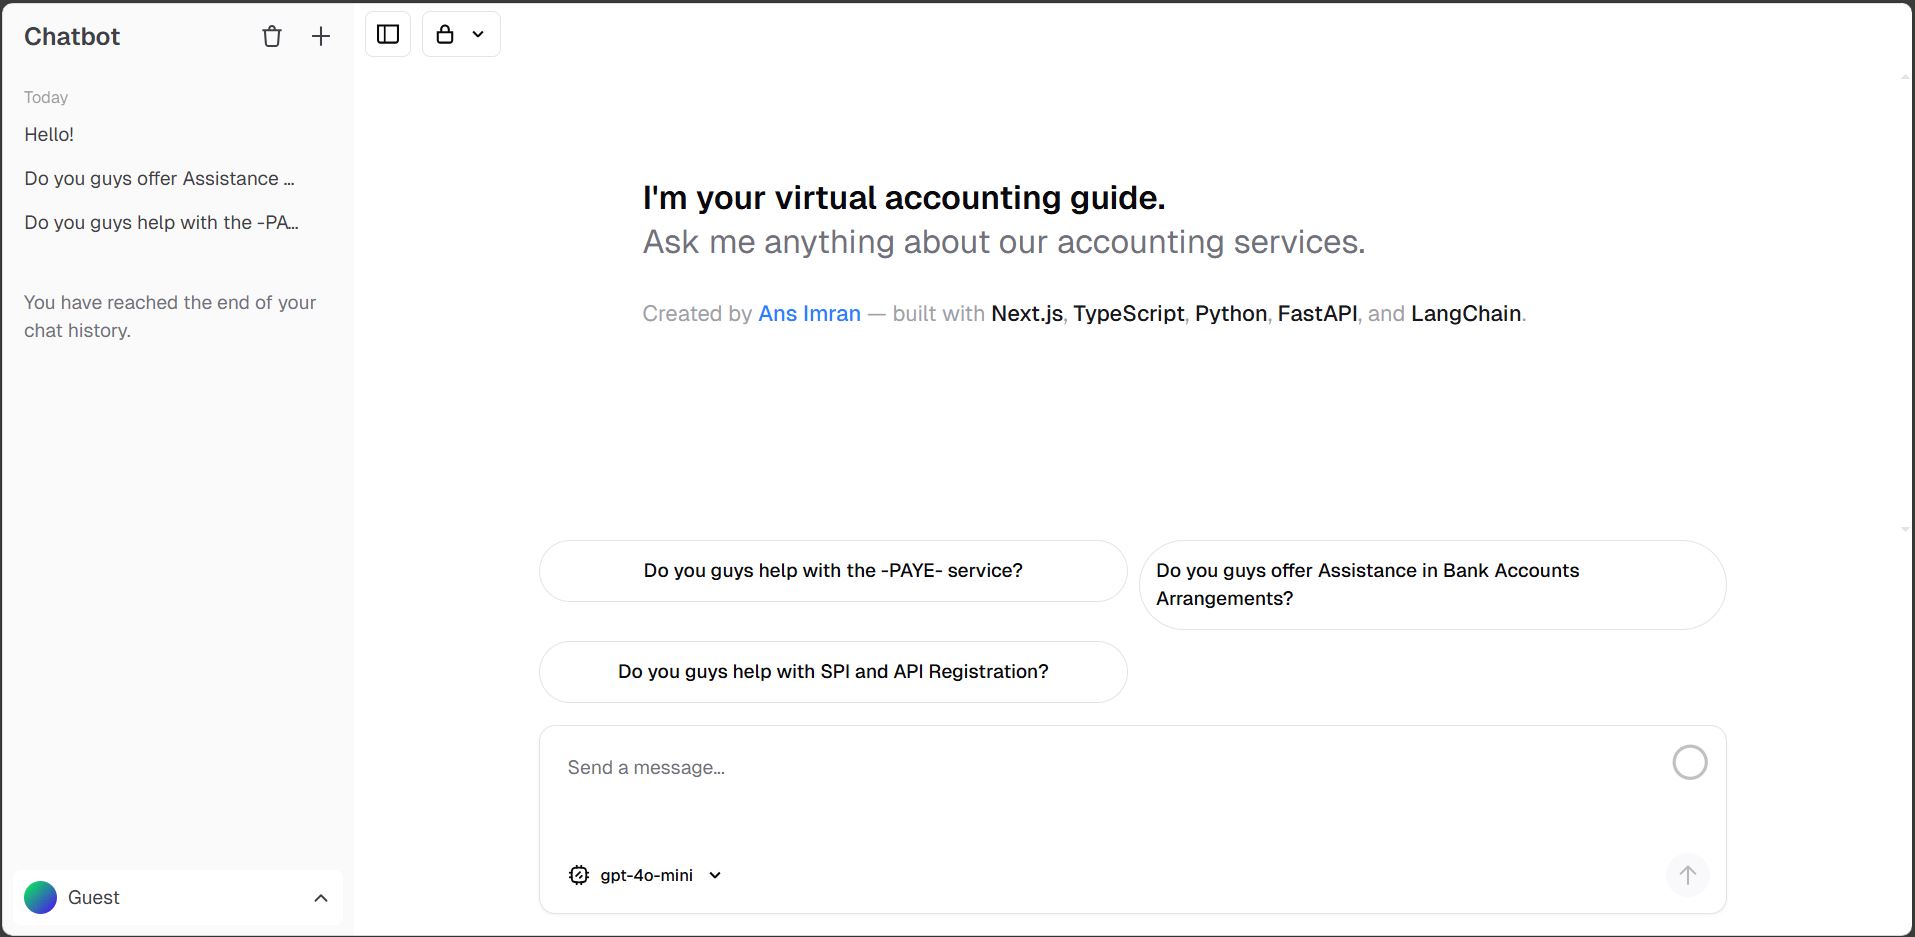 Chatbot
Today
Hello!
Do you guys offer Assistance ...
Do you guys help with the -PA...
You have reached the end of your
chat history.
Guest
I'm your virtual accounting guide.
Ask me anything about our accounting services.
Created by Ans Imran — built with Next.js, TypeScript, Python, FastAPI, and LangChain.
Do you guys help with the -PAYE- service?
Do you guys offer Assistance in Bank Accounts
Arrangements?
Do you guys help with SPI and API Registration?
Send a message...
gpt-4o-mini